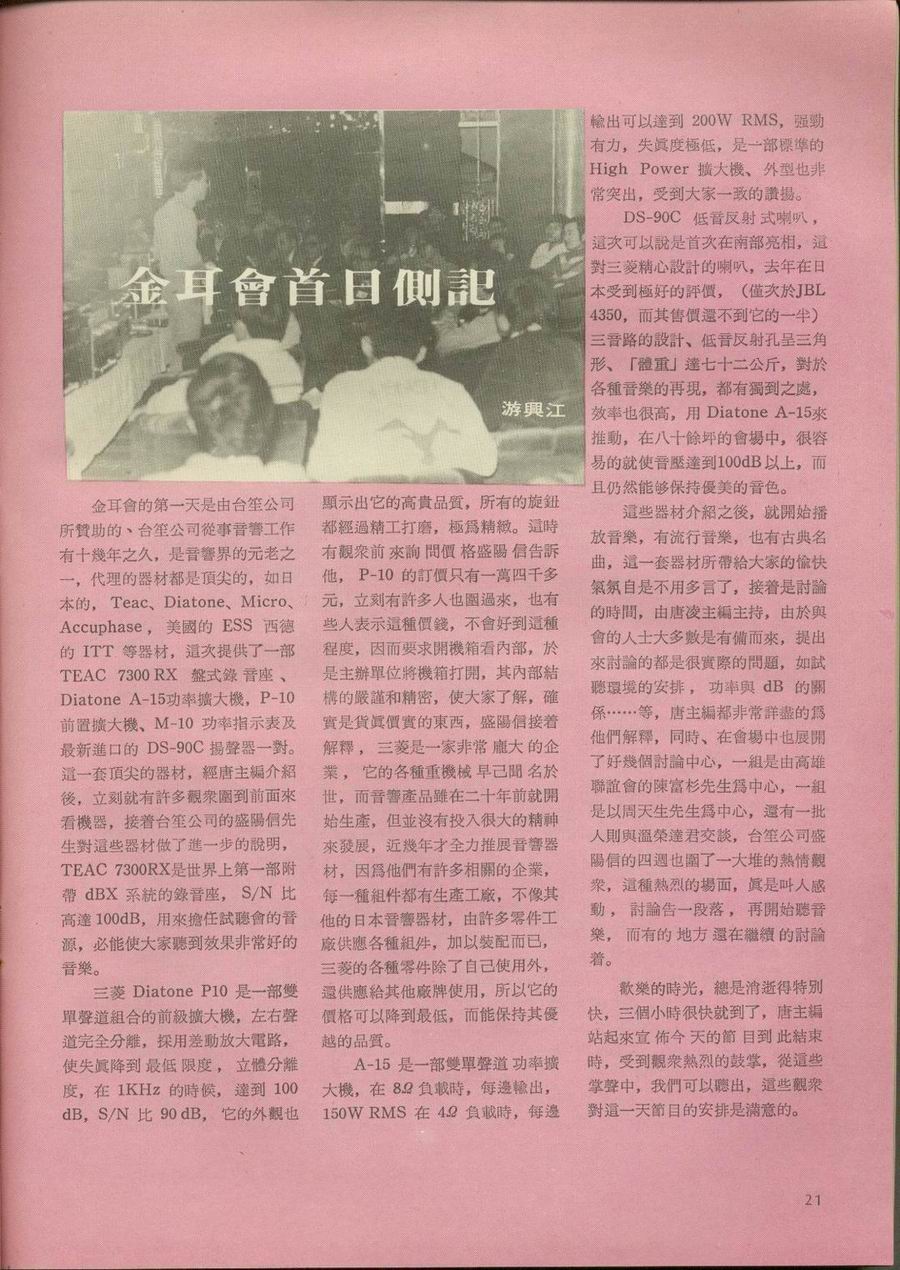 金耳會首日側記
游興江
金耳會的第一天是由台笙公司
所贊助的、台笙公司從事音響工作
有十幾年之久，是音響界的元老之
一，代理的器材都是頂尖的，如日
本的， Teac、Diatone、Micro、
Accuphase ，美國的 ESS 西德
的 ITT 等器材，這次提供了一部
TEAC 7300 RX 盤式錄音座 、
Diatone A-15功率擴大機，P-10
前置擴大機、M-10 功率指示表及
最新進口的 DS-90C 揚聲器一對。
這一套頂尖的器材，經唐主編介紹
後，立刻就有許多觀衆圍到前面來
看機器，接着台笙公司的盛陽信先
生對這些器材做了進一步的說明，
TEAC 7300RX是世界上第一部附
帶 dBX 系統的錄音座， S/N 比
高達 100dB，用來擔任試聽會的音
源，必能使大家聽到效果非常好的
音樂。
三菱 Diatone P10 是一部雙
單聲道組合的前級擴大機，左右聲
道完全分離，採用差動放大電路，
使失眞降到 最低 限度 ，立體分離
度，在 1KHz 的時候， 達到 100
dB，S/N 比 90 dB， 它的外觀也
顯示出它的高貴品質，所有的旋鈕
都經過精工打磨，極爲精緻。這時
有觀衆前 來詢 問價 格盛陽 信告訴
他， P-10 的訂價只有一萬四千多
元，立刻有許多人也圍過來，也有
些人表示這種價錢，不會好到這種
程度，因而要求開機箱看內部，於
是主辦單位將機箱打開，其內部結
構的嚴謹和精密，使大家了解，確
實是貨眞價實的東西，盛陽信接着
解釋 ，三菱是一家非常 龐大 的企
業 ， 它的各種重機械 早己聞 名於
世，而音響產品雖在二十年前就開
始生產，但並沒有投入很大的精神
來發展，近幾年才全力推展音響器
材，因爲他們有許多相關的企業，
每一種組件都有生產工廠，不像其
他的日本音響器材，由許多零件工
廠供應各種組件，加以裝配而已，
三菱的各種零件除了自己使用外，
還供應給其他廠牌使用，所以它的
價格可以降到最低，而能保持其優
越的品質。
A-15 是一部雙單聲道 功率擴
大機，在 8Ω 負載時，每邊輸出，
150W RMS 在 4Ω 負載時，每邊
輸出可以達到 200W RMS，强勁
有力，失眞度極低，是一部標準的
High Power 擴大機、外型也非
常突出，受到大家一致的讚揚。
DS-90C 低音反射 式喇叭 ，
這次可以說是首次在南部亮相，這
對三菱精心設計的喇叭，去年在日
本受到極好的評價，（僅次於JBL
4350，而其售價還不到它的一半）
三音路的設計、低音反射孔呈三角
形、「體重」達七十二公斤，對於
各種音樂的再現，都有獨到之處，
效率也很高，用 Diatone A-15來
推動，在八十餘坪的會場中，很容
易的就使音壓達到100dB以上，而
且仍然能够保持優美的音色。
這些器材介紹之後，就開始播
放音樂，有流行音樂，也有古典名
曲，這一套器材所帶給大家的愉快
氣氛自是不用多言了，接着是討論
的時間，由唐凌主編主持，由於與
會的人士大多數是有備而來，提出
來討論的都是很實際的問題，如試
聽環境的安排 ， 功率與 dB 的關
係……等，唐主編都非常詳盡的爲
他們解釋，同時、在會場中也展開
了好幾個討論中心，一組是由高雄
聯誼會的陳富杉先生爲中心，一組
是以周天生先生爲中心，還有一批
人則與溫榮達君交談，台笙公司盛
陽信的四週也圍了一大堆的熱情觀
衆，這種熱烈的場面，眞是叫人感
動 ， 討論告一段落 ， 再開始聽音
樂， 而有的 地方 還在繼續 的討論
着。
歡樂的時光，總是消逝得特別
快，三個小時很快就到了，唐主編
站起來宣 佈今 天的節 目到 此結束
時，受到觀衆熱烈的鼓掌，從這些
掌聲中，我們可以聽出，這些觀衆
對這一天節目的安排是滿意的。
21